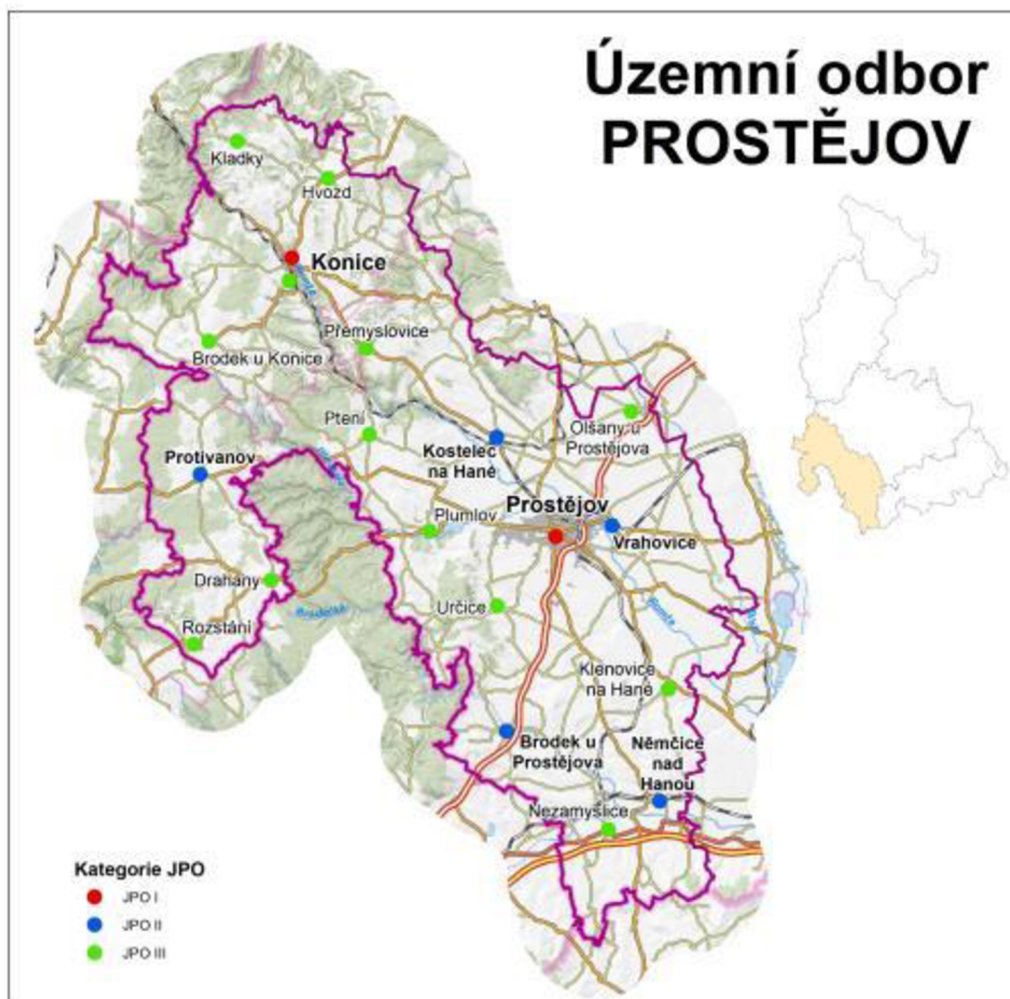 Územní odbor
PROSTĚJOV
Kladky
Hvozd
Konice
Přemyslovice
Brodek u Konice
Ptení
Olšany u
Prostějova
Kostelec
na Hané
Protivanov
Prostějov
Plumlov
Vrahovice
Drahany
Určice
Rozstání
Klenovice
na Hané
Brodek u
Prostějova
Němčice
nad
Hanou
Nezamyslice
Kategorie JPO
JPO I
JPO II
JPO III